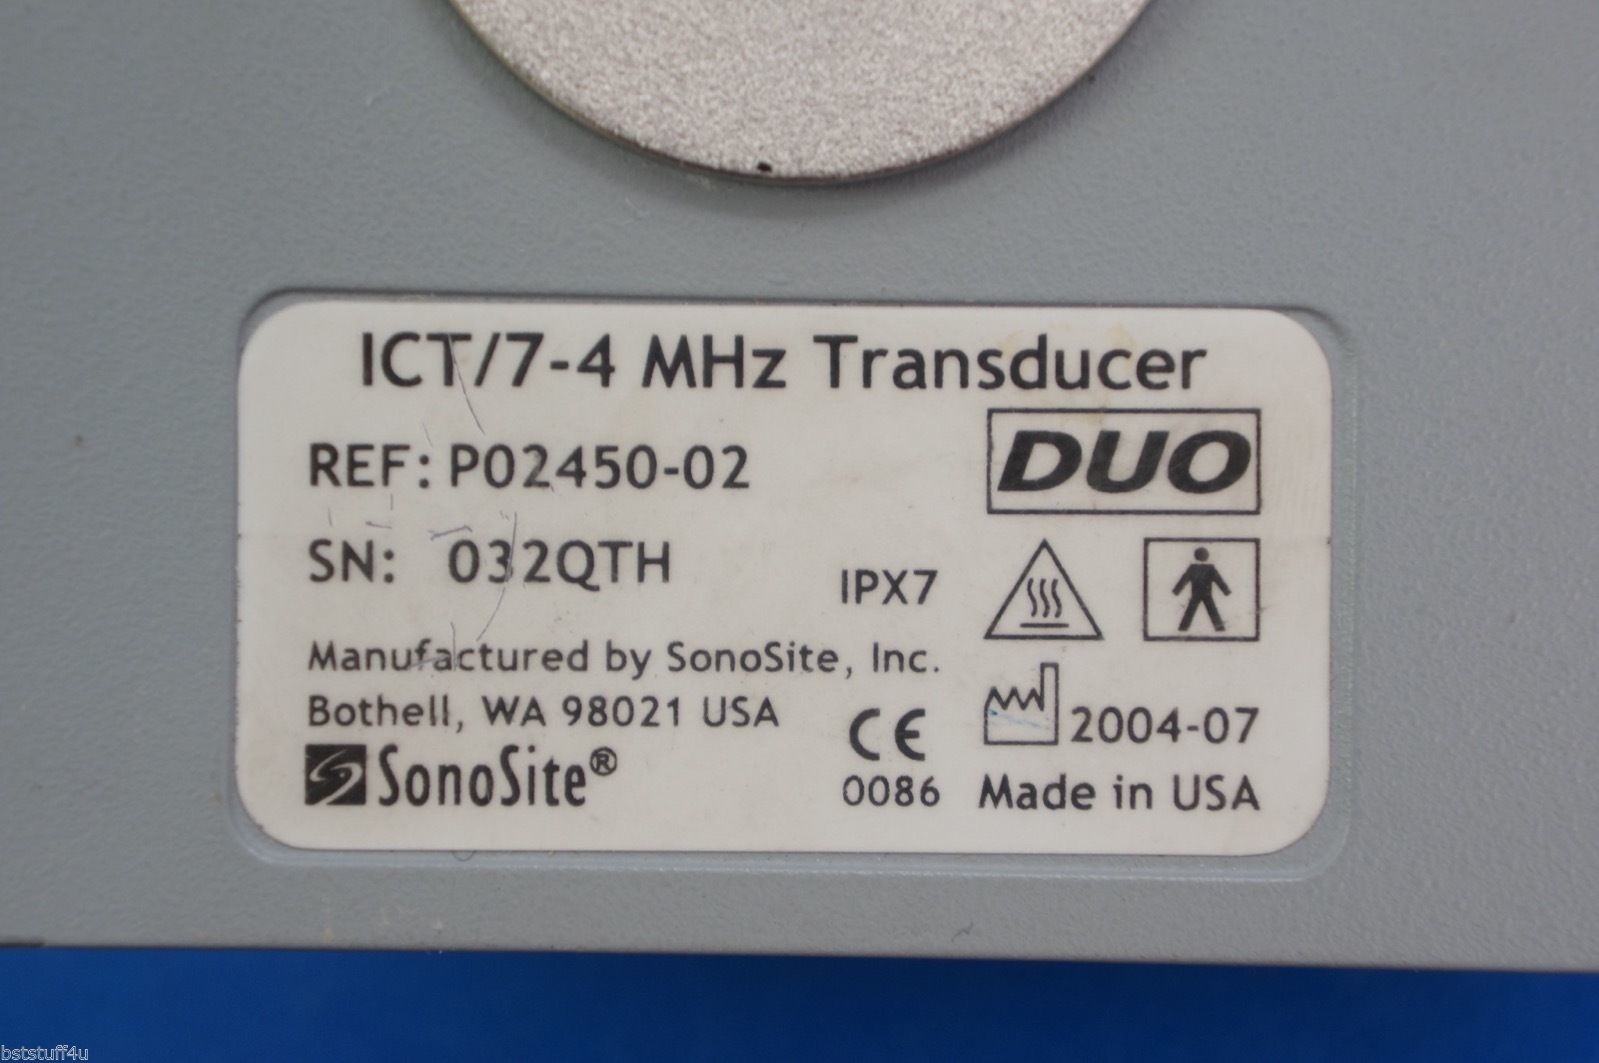 ICT/7-4 MHz Transducer
REF: P02450-02
DUO
SN: 032QTH
IPX7
Manufactured by SonoSite, Inc.
Bothell, WA 98021 USA
CE
0086
2004-07
SonoSite®
Made in USA
bststuff4u